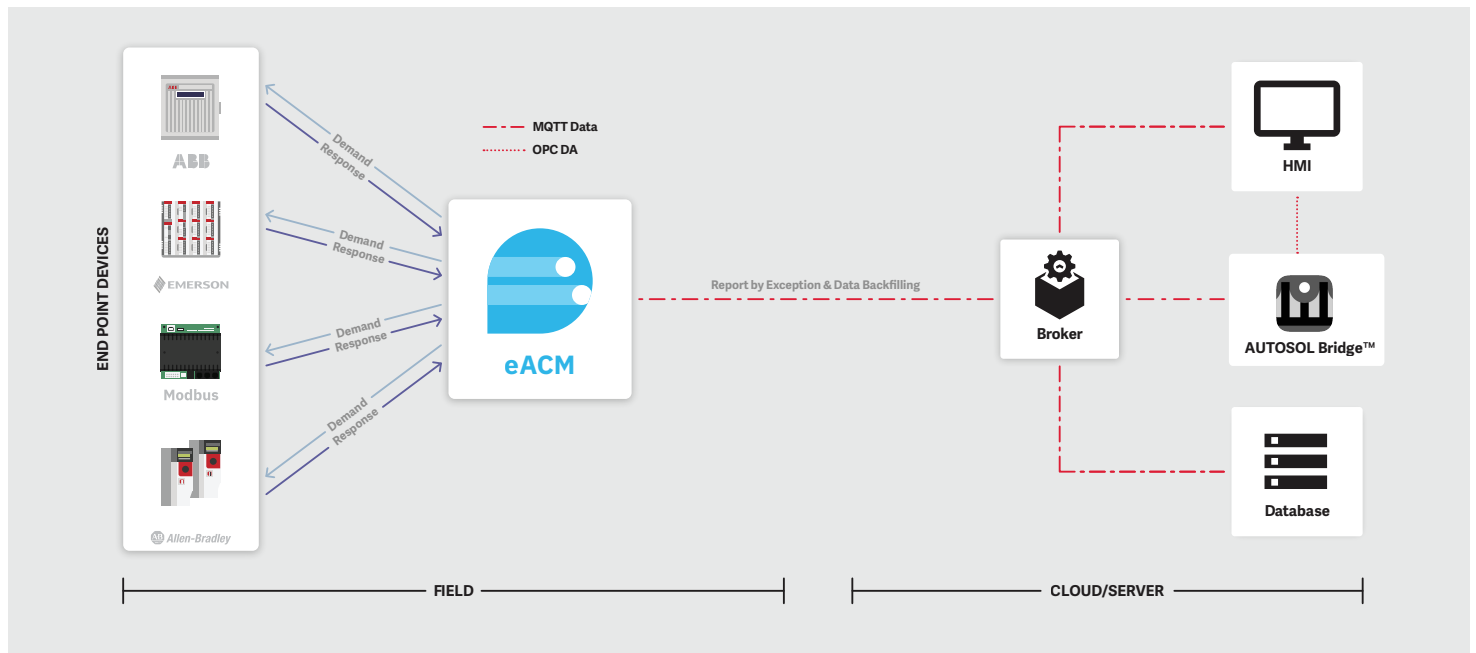 END POINT DEVICES
ABB
ABB
EMERSON
Modbus
Allen-Bradley
Demand
Response
Demand
Response
Demand
Response
Demand
Response
MQTT Data
OPC DA
eACM
Report by Exception & Data Backfilling
Broker
HMI
AUTOSOL Bridge™
Database
FIELD
CLOUD/SERVER